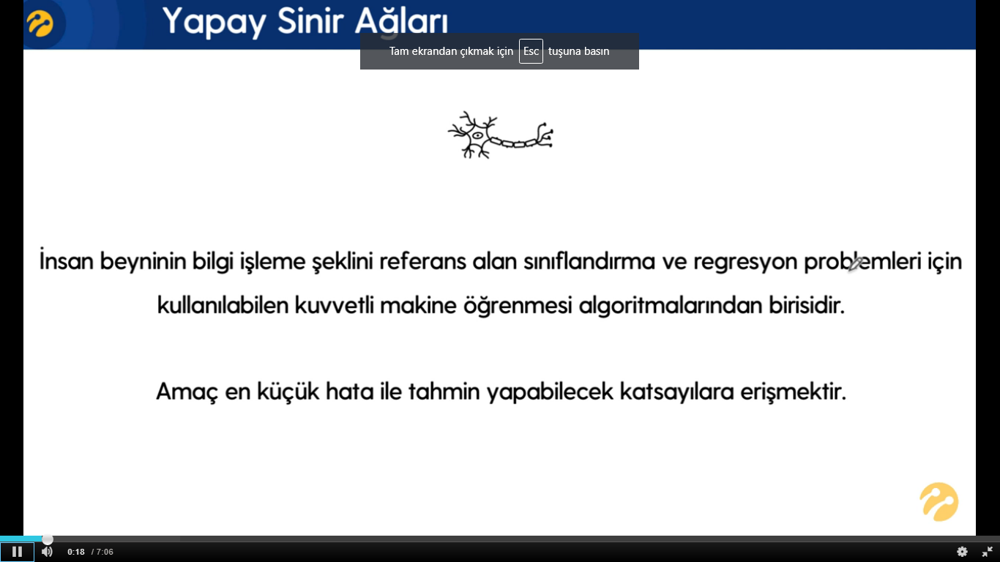 Yapay Sinir Ağları
Tam ekrandan çıkmak için Esc tuşuna basın
İnsan beyninin bilgi işleme şeklini referans alan sınıflandırma ve regresyon problemleri için
kullanılabilen kuvvetli makine öğrenmesi algoritmalarından birisidir.
Amaç en küçük hata ile tahmin yapabilecek katsayılara erişmektir.
0:18 / 7:06